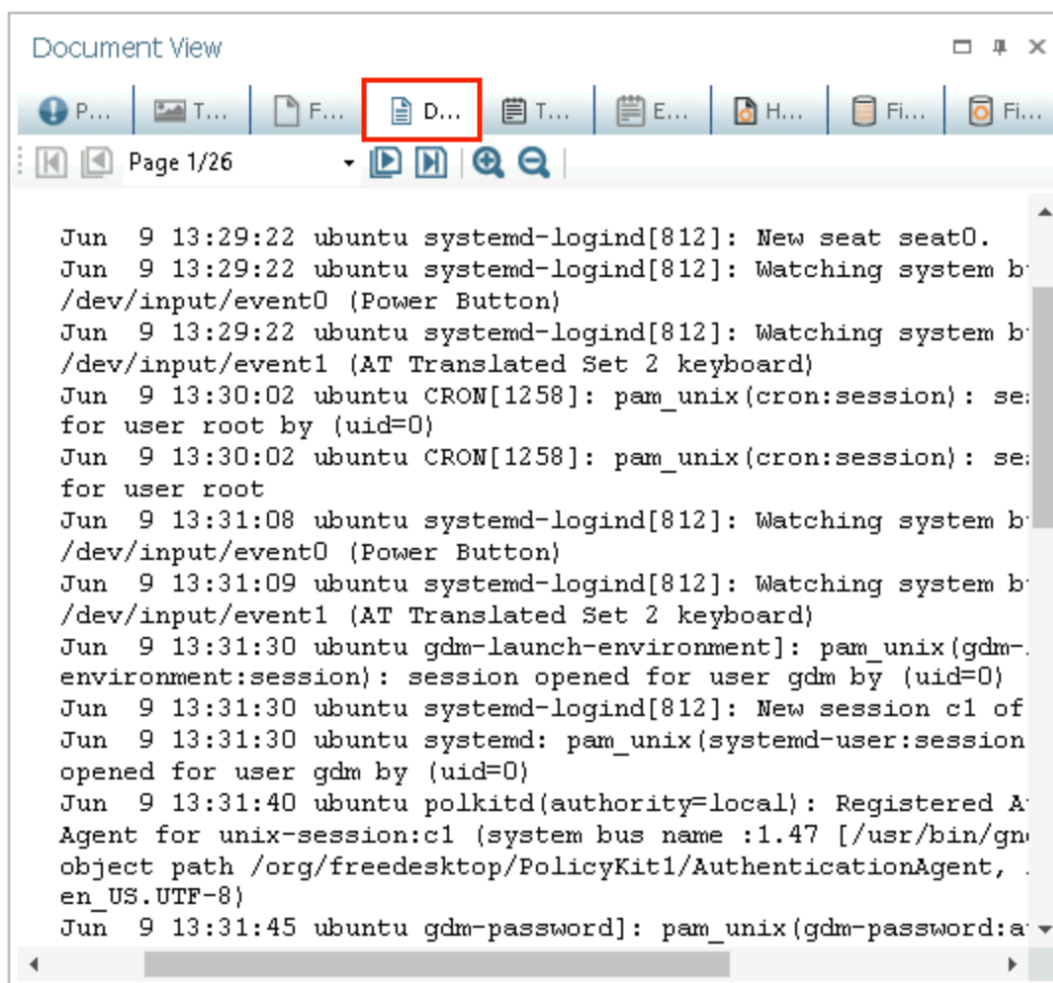 Document View
P... T... F... D... T... E... H... Fi... Fi...
Page 1/26
Jun  9 13:29:22 ubuntu systemd-logind[812]: New seat seat0.
Jun  9 13:29:22 ubuntu systemd-logind[812]: Watching system
/dev/input/event0 (Power Button)
Jun  9 13:29:22 ubuntu systemd-logind[812]: Watching system
/dev/input/event1 (AT Translated Set 2 keyboard)
Jun  9 13:30:02 ubuntu CRON[1258]: pam_unix(cron:session):
for user root by (uid=0)
Jun  9 13:30:02 ubuntu CRON[1258]: pam_unix(cron:session):
for user root
Jun  9 13:31:08 ubuntu systemd-logind[812]: Watching system
/dev/input/event0 (Power Button)
Jun  9 13:31:09 ubuntu systemd-logind[812]: Watching system
/dev/input/event1 (AT Translated Set 2 keyboard)
Jun  9 13:31:30 ubuntu gdm-launch-environment]: pam_unix(gdm-
environment:session): session opened for user gdm by (uid=0)
Jun  9 13:31:30 ubuntu systemd-logind[812]: New session c1 of
Jun  9 13:31:30 ubuntu systemd: pam_unix(systemd-user:session
opened for user gdm by (uid=0)
Jun  9 13:31:40 ubuntu polkitd(authority=local): Registered
Agent for unix-session:c1 (system bus name :1.47 [/usr/bin/
object path /org/freedesktop/PolicyKit1/AuthenticationAgent,
en_US.UTF-8)
Jun  9 13:31:45 ubuntu gdm-password]: pam_unix(gdm-password: